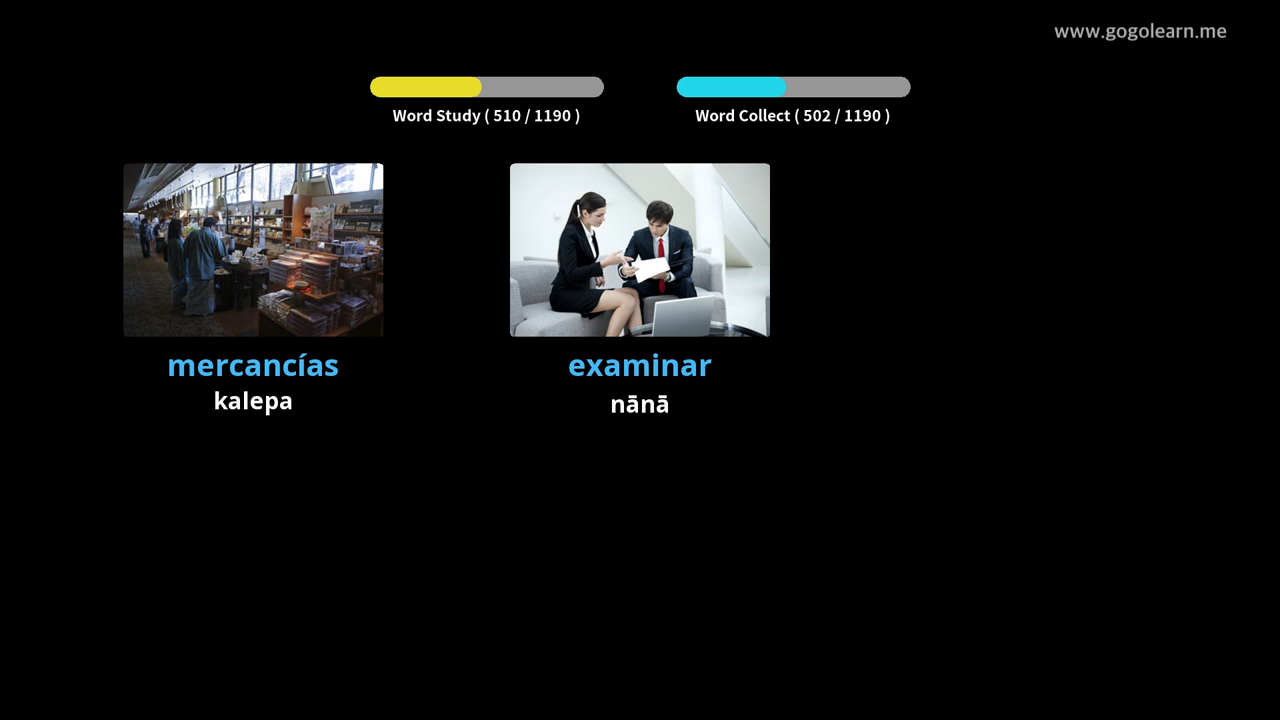 www.gogolearn.me
Word Study ( 510 / 1190 )
Word Collect ( 502 / 1190 )
mercancías
kalepa
examinar
nānā